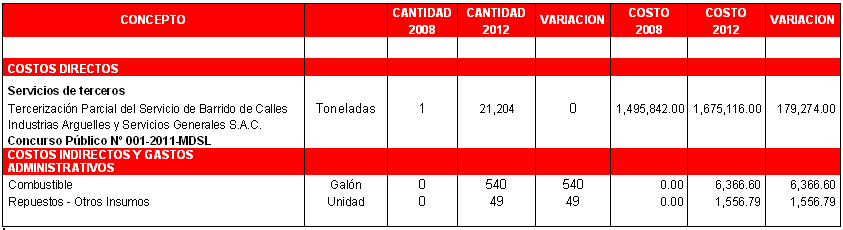 CONCEPTO CANTIDAD 2008 CANTIDAD 2012 VARIACION COSTO 2008 COSTO 2012 VARIACION
COSTOS DIRECTOS
Servicios de terceros
Tercerización Parcial del Servicio de Barrido de Calles Toneladas 1 21,204 0 1,495,842.00 1,675,116.00 179,274.00
Industrias Arguelles y Servicios Generales S.A.C.
Concurso Público Nº 001-2011-MDSL
COSTOS INDIRECTOS Y GASTOS
ADMINISTRATIVOS
Combustible Galón 0 540 540 0.00 6,366.60 6,366.60
Repuestos - Otros Insumos Unidad 0 49 49 0.00 1,556.79 1,556.79